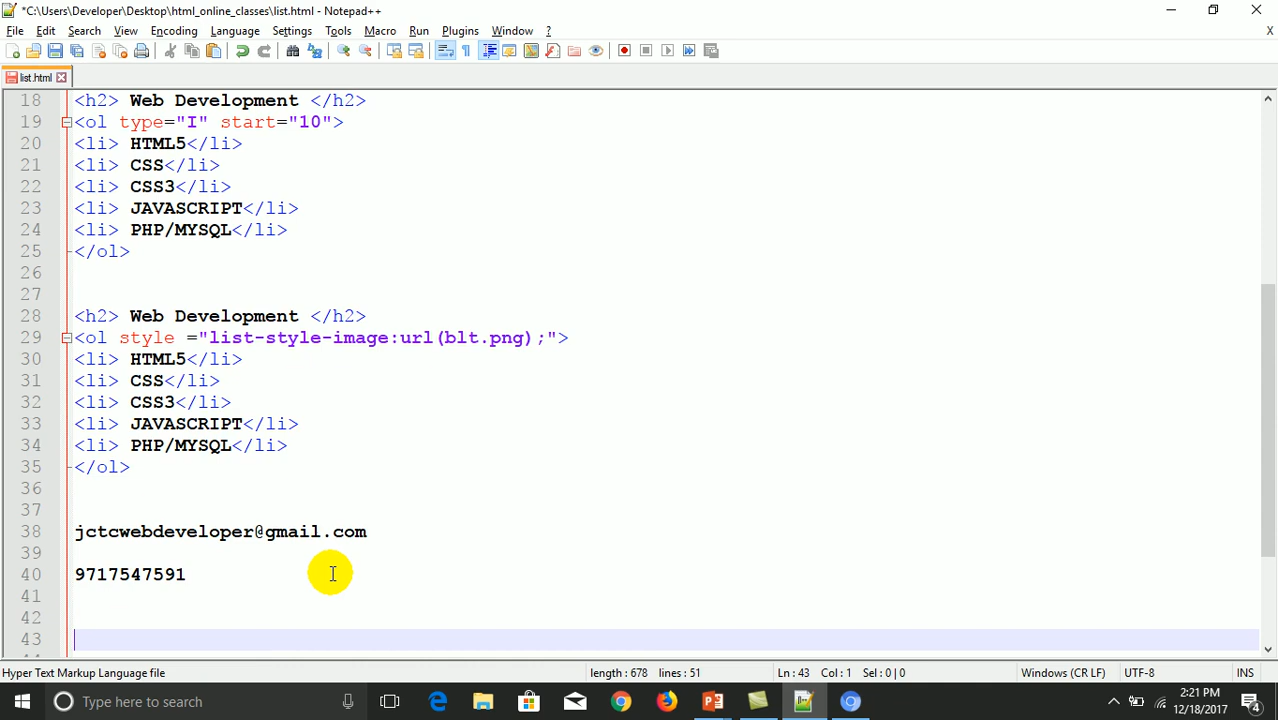 *C:\Users\Developer\Desktop\html_online_classes\list.html - Notepad++
File Edit Search View Encoding Language Settings Tools Macro Run Plugins Window ? X
list.html
18 <h2> Web Development </h2>
19 <ol type="I" start="10">
20 <li> HTML5</li>
21 <li> CSS</li>
22 <li> CSS3</li>
23 <li> JAVASCRIPT</li>
24 <li> PHP/MYSQL</li>
25 </ol>
26
27
28 <h2> Web Development </h2>
29 <ol style ="list-style-image:url(blt.png);">
30 <li> HTML5</li>
31 <li> CSS</li>
32 <li> CSS3</li>
33 <li> JAVASCRIPT</li>
34 <li> PHP/MYSQL</li>
35 </ol>
36
37
38 jctcwebdeveloper@gmail.com
39
40 9717547591
41
42
43
Hyper Text Markup Language file length : 678 lines : 51 Ln : 43 Col : 1 Sel : 0 | 0 Windows (CR LF) UTF-8 INS
Type here to search 2:21 PM
12/18/2017 4